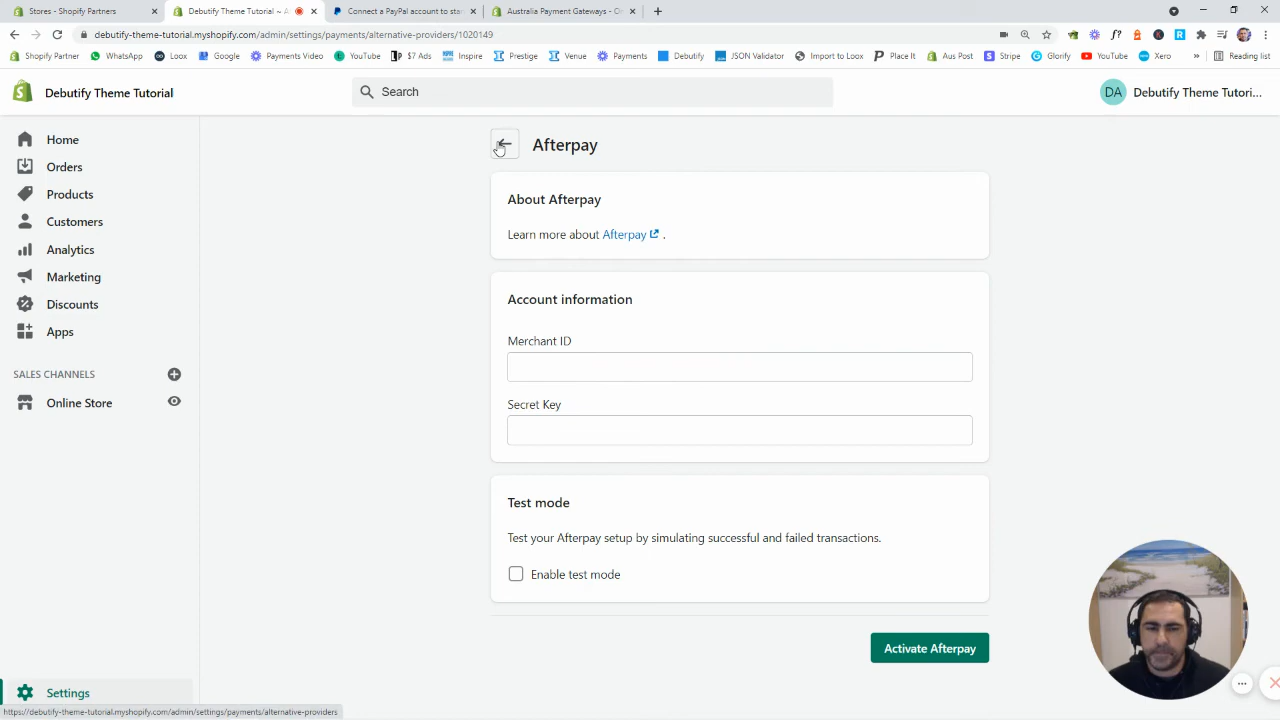 Stores - Shopify Partners
Debutify Theme Tutorial ~ A
Connect a PayPal account to sta
Australia Payment Gateways - Ch
debutify-theme-tutorial.myshopify.com/admin/settings/payments/alternative-providers/1020149
Shopify Partner
WhatsApp
Loox
Google
Payments Video
YouTube
$7 Ads
Inspire
Prestige
Venue
Payments
Debutify
JSON Validator
Import to Loox
Place It
Aus Post
Stripe
Glorify
YouTube
Xero
»
Reading list
Debutify Theme Tutorial
Search
DA
Debutify Theme Tutori...
Home
Orders
Products
Customers
Analytics
Marketing
Discounts
Apps
SALES CHANNELS
Online Store
Settings
Afterpay
About Afterpay
Learn more about Afterpay .
Account information
Merchant ID
Secret Key
Test mode
Test your Afterpay setup by simulating successful and failed transactions.
Enable test mode
Activate Afterpay
https://debutify-theme-tutorial.myshopify.com/admin/settings/payments/alternative-providers